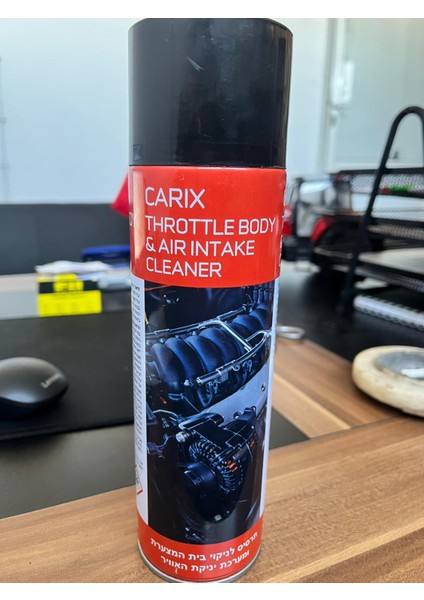 CARIX
THROTTLE BODY
& AIR INTAKE
CLEANER
תרסיס לניקוי בית המצערת
ומערכת יניקת האוויר